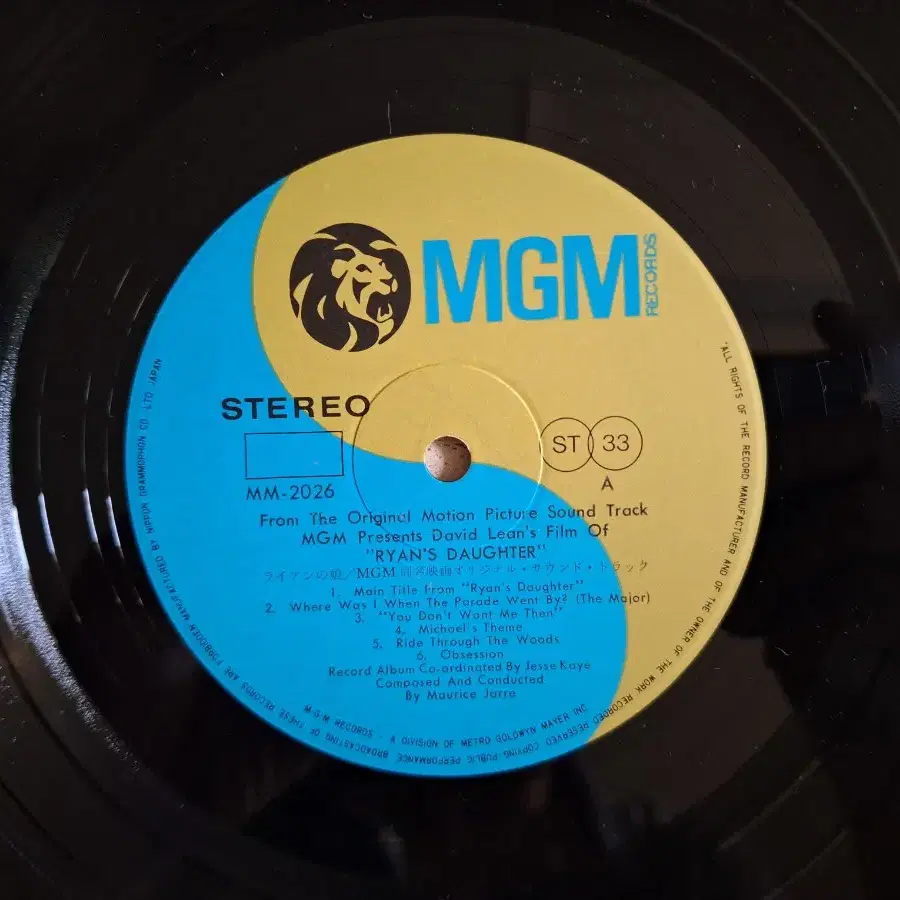 MGM
RECORDS
STEREO
MM-2026
ST 33
A
From The Original Motion Picture Sound Track
MGM Presents David Lean's Film Of
"RYAN'S DAUGHTER"
ライアンの娘／MGM 同名映画オリジナル・サウンド・トラック
1. Main Title From "Ryan's Daughter"
2. Where Was I When The Parade Went By? (The Major)
3. "You Don't Want Me Then"
4. Michael's Theme
5. Ride Through The Woods
6. Obsession
Record Album Co-ordinated By Jesse Kaye
Composed And Conducted
By Maurice Jarre
"ALL RIGHTS OF THE RECORD MANUFACTURER AND OF THE OWNER OF THE WORK RECORDED RESERVED COPYING PUBLIC PERFORMANCE BROADCASTING OF THESE RECORDS ARE FORBIDDEN MANUFACTURED BY NIPPON GRAMMOPHON CO., LTD. JAPAN
M-G-M RECORDS - A DIVISION OF METRO GOLDWYN MAYER INC